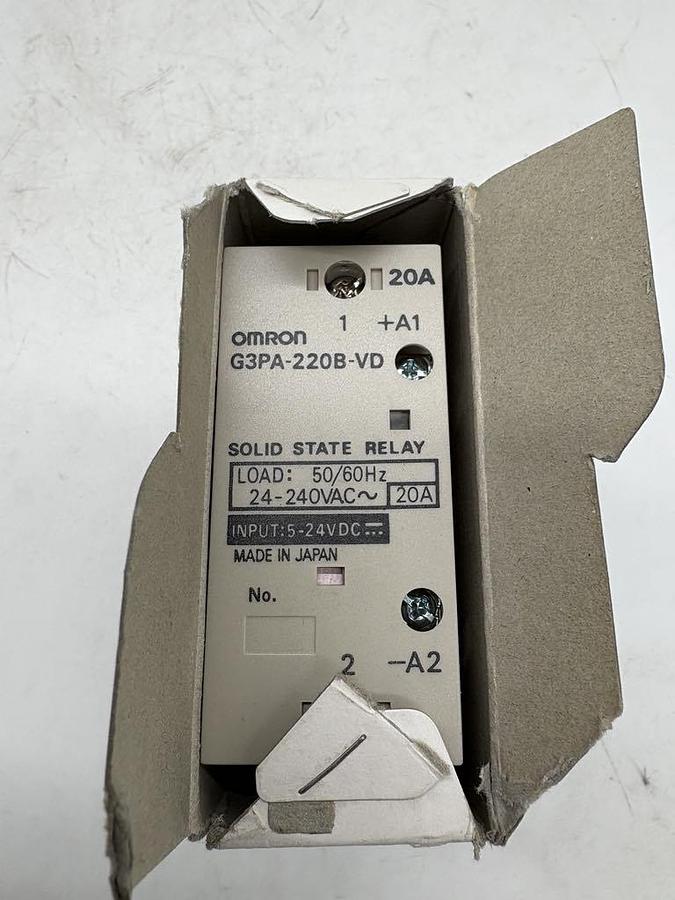 20A
1 +A1
OMRON
G3PA-220B-VD
SOLID STATE RELAY
LOAD: 50/60Hz
24-240VAC~ 20A
INPUT:5-24VDC⎓
MADE IN JAPAN
No.
2 -A2